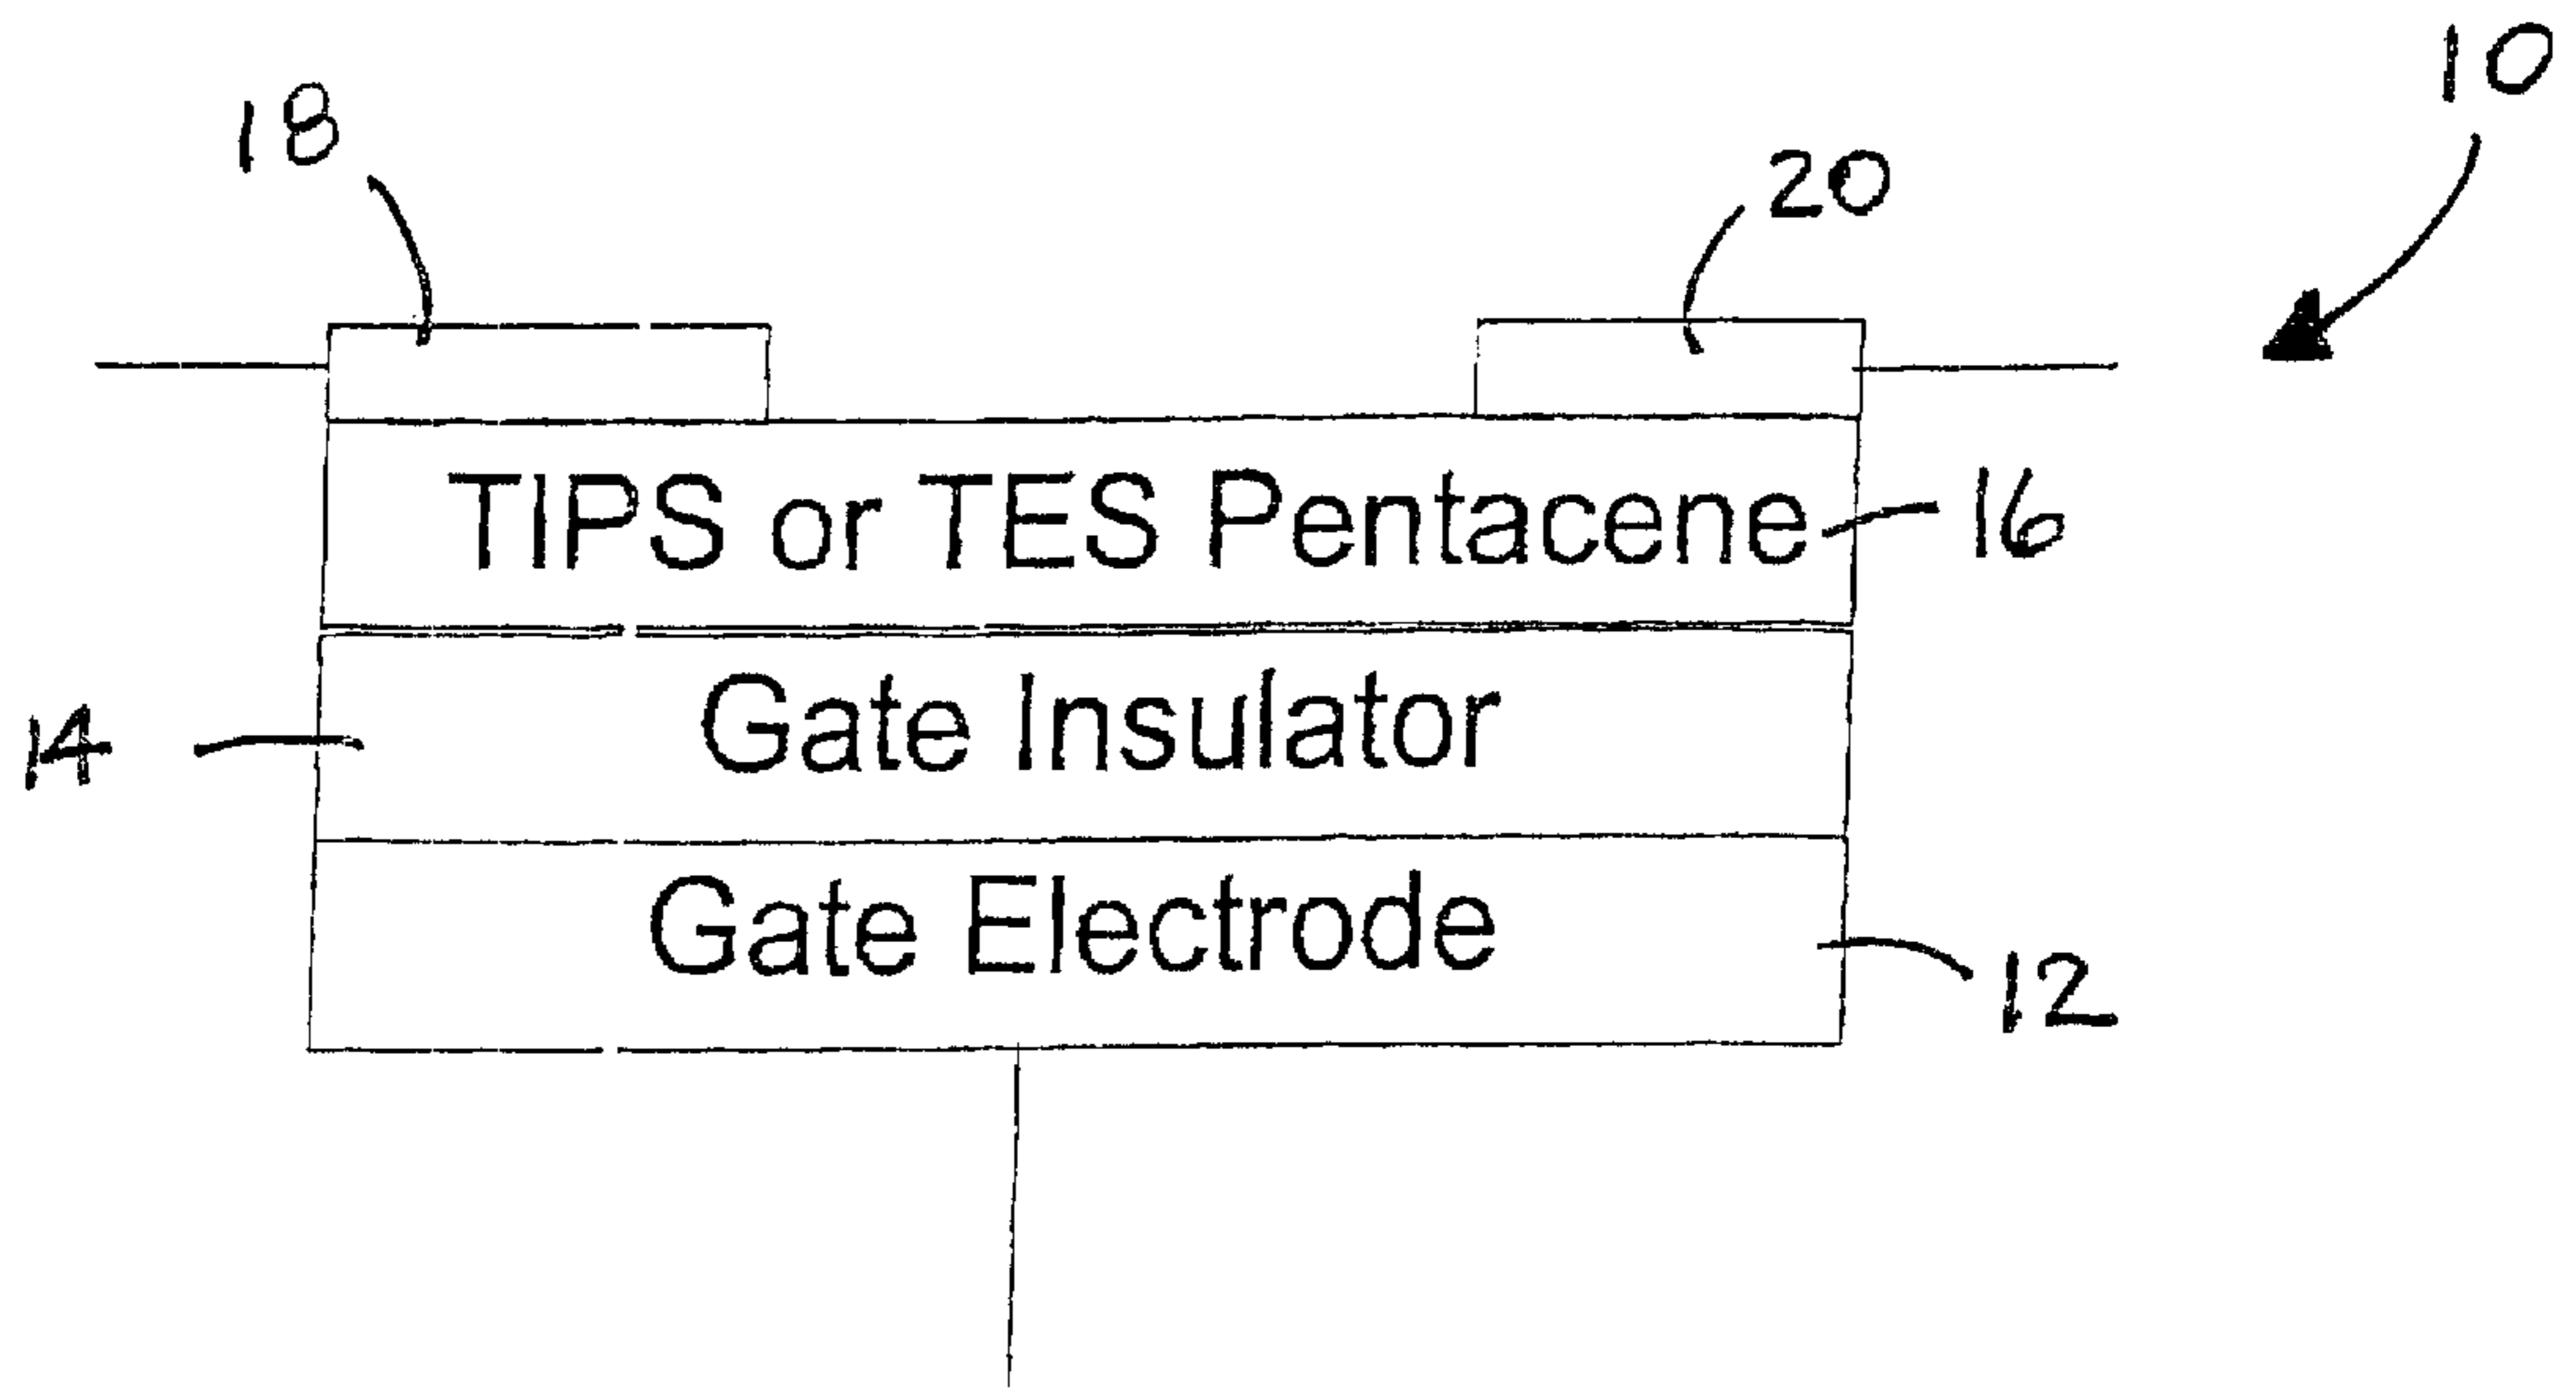 10
18
20
TIPS or TES Pentacene
16
Gate Insulator
14
Gate Electrode
12